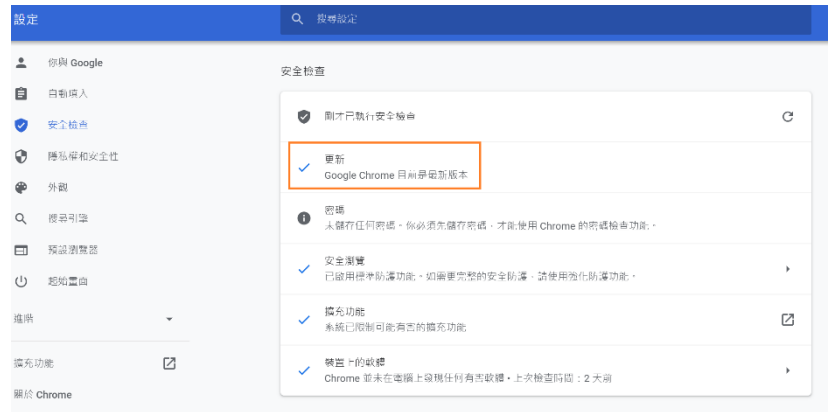 設定
搜尋設定
你與 Google
自動填入
安全檢查
隱私權和安全性
外觀
搜尋引擎
預設瀏覽器
起始畫面
進階
擴充功能
關於 Chrome
安全檢查
剛才已執行安全檢查
更新
Google Chrome 目前是最新版本
密碼
未儲存任何密碼。你必須先儲存密碼，才能使用 Chrome 的密碼檢查功能。
安全瀏覽
已啟用標準防護功能。如需更完整的安全防護，請使用強化防護功能。
擴充功能
系統已限制可能有害的擴充功能
裝置上的軟體
Chrome 並未在電腦上發現任何有害軟體 • 上次檢查時間：2 天前